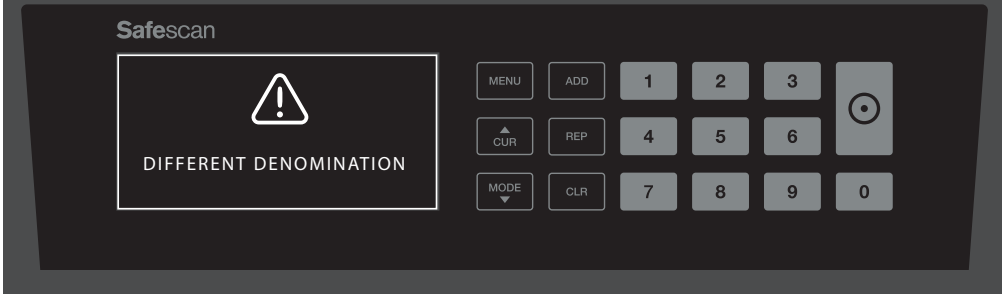 Safescan
DIFFERENT DENOMINATION
MENU ADD 1 2 3
CUR REP 4 5 6
MODE CLR 7 8 9 0